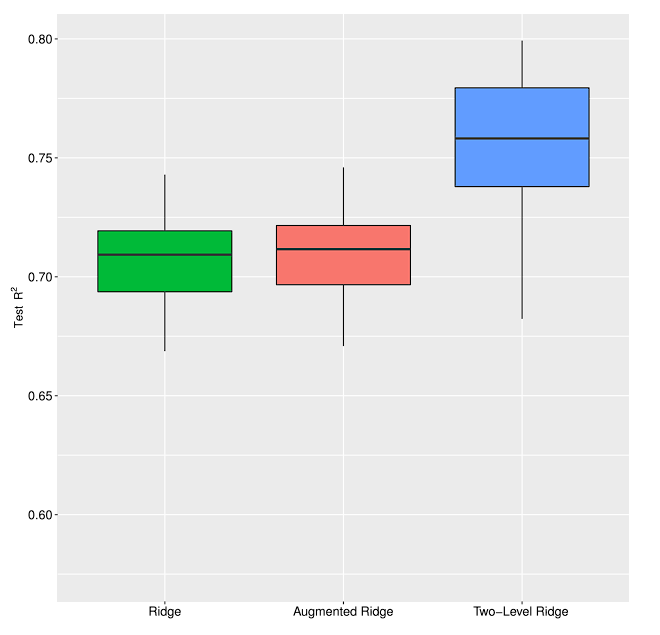 0.80
0.75
0.70
0.65
0.60
Test R²
Ridge
Augmented Ridge
Two−Level Ridge